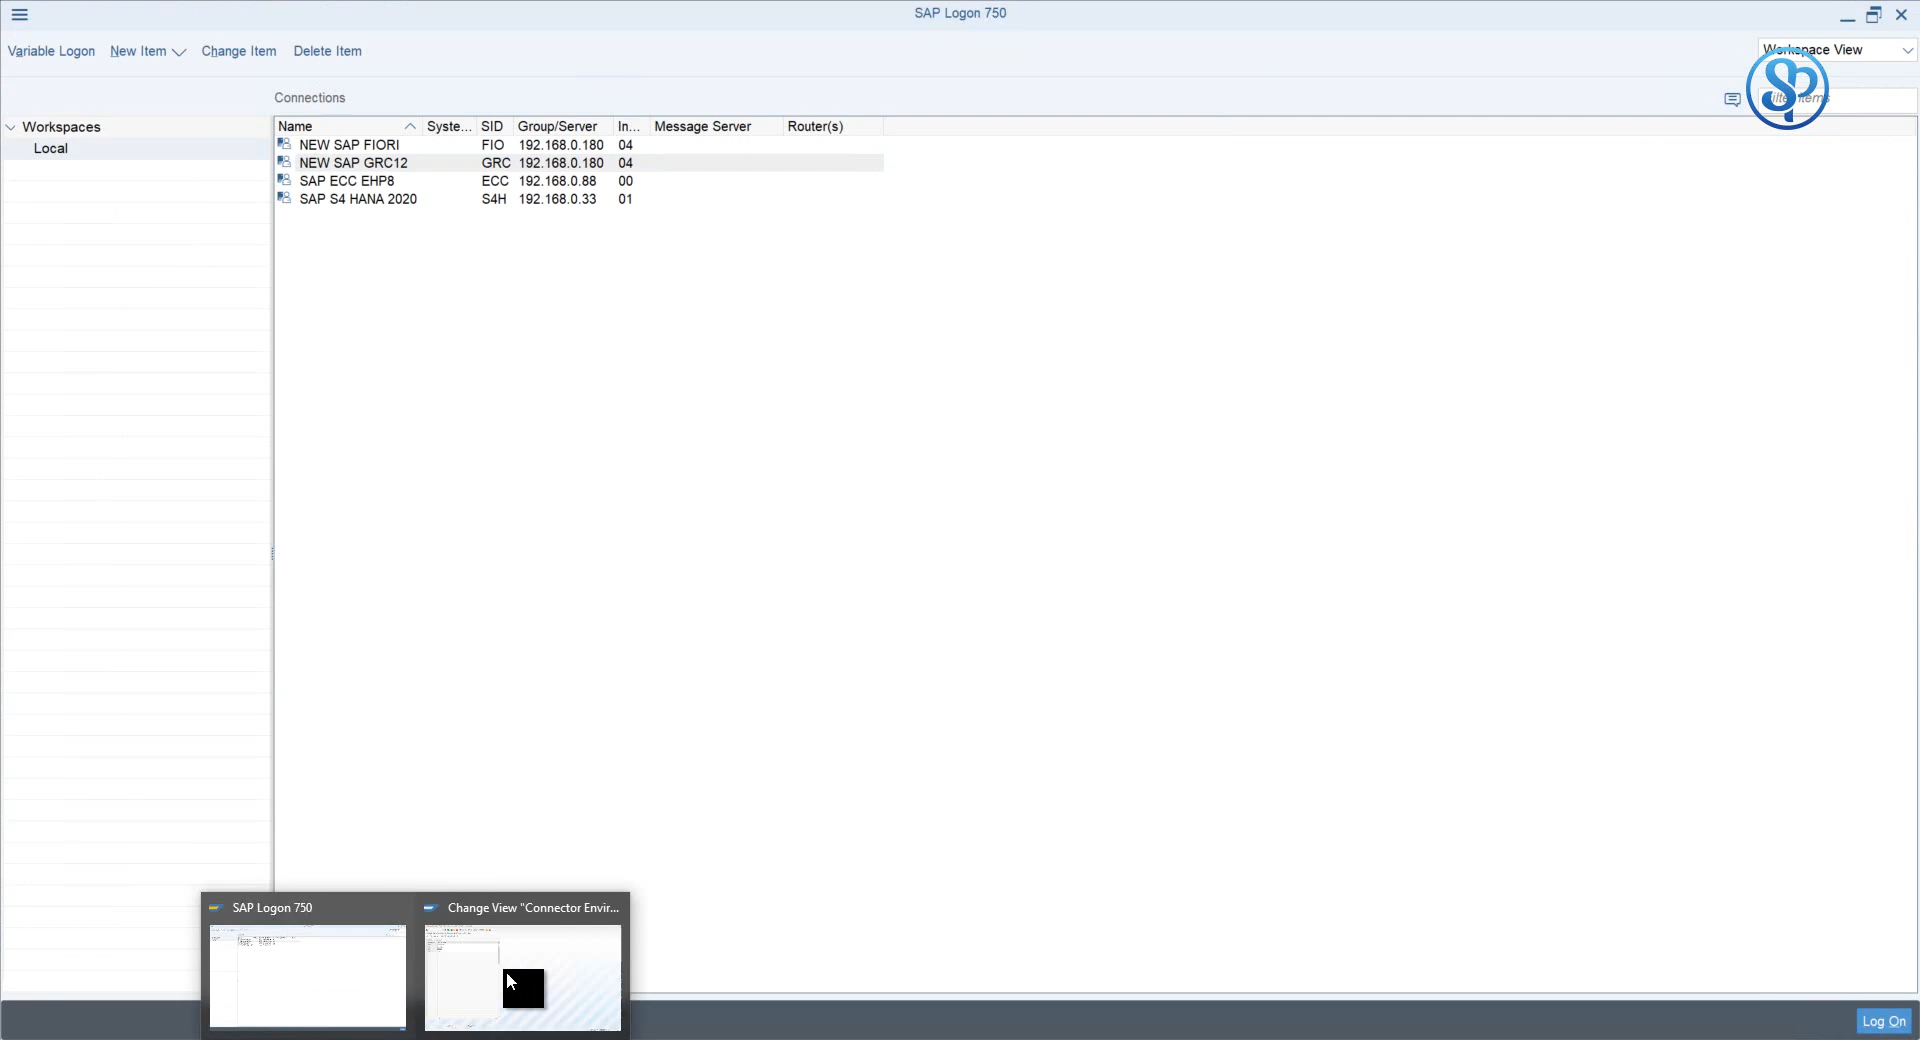 SAP Logon 750
Variable Logon New Item Change Item Delete Item
Workspace View
Connections
Workspaces
Local
Name Syste... SID Group/Server In... Message Server Router(s)
NEW SAP FIORI FIO 192.168.0.180 04
NEW SAP GRC12 GRC 192.168.0.180 04
SAP ECC EHP8 ECC 192.168.0.88 00
SAP S4 HANA 2020 S4H 192.168.0.33 01
SAP Logon 750
Change View "Connector Envir...
Log On